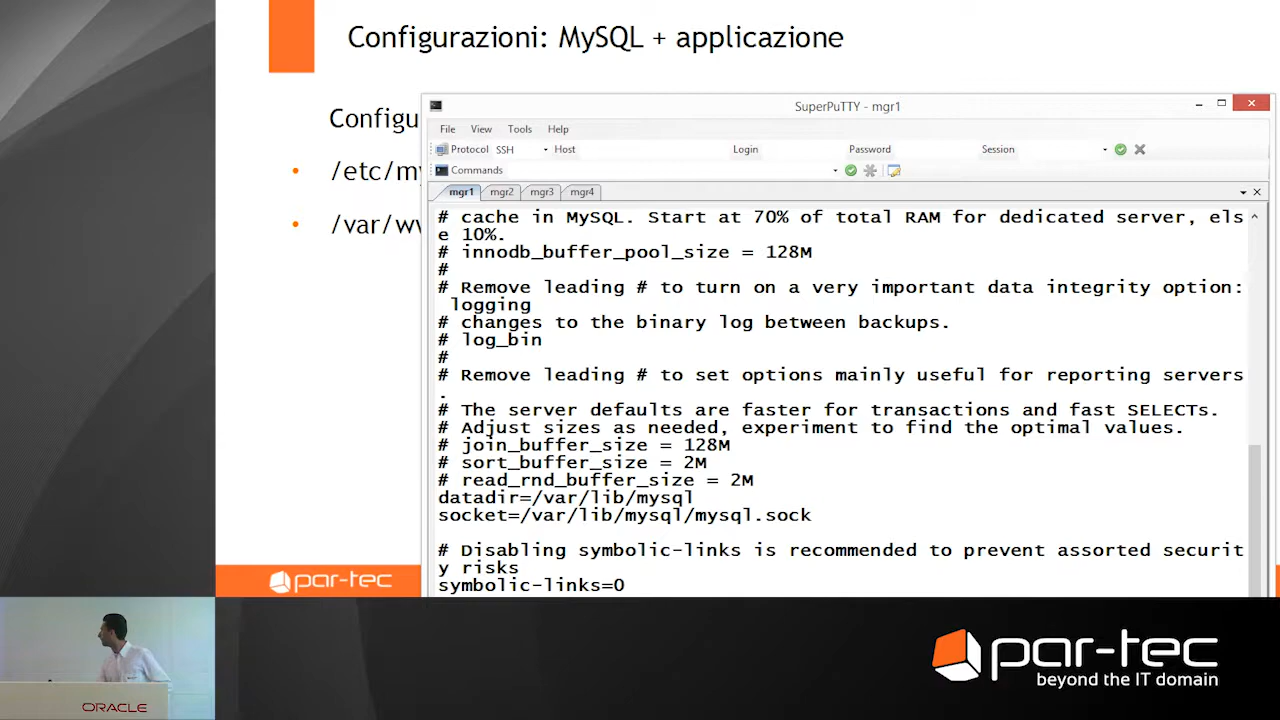 Configurazioni: MySQL + applicazione
Configu
/etc/my
/var/ww
SuperPuTTY - mgr1
File View Tools Help
Protocol SSH Host Login Password Session
Commands
mgr1 mgr2 mgr3 mgr4
# cache in MySQL. Start at 70% of total RAM for dedicated server, els
e 10%.
# innodb_buffer_pool_size = 128M
#
# Remove leading # to turn on a very important data integrity option:
logging
# changes to the binary log between backups.
# log_bin
#
# Remove leading # to set options mainly useful for reporting servers
.
# The server defaults are faster for transactions and fast SELECTs.
# Adjust sizes as needed, experiment to find the optimal values.
# join_buffer_size = 128M
# sort_buffer_size = 2M
# read_rnd_buffer_size = 2M
datadir=/var/lib/mysql
socket=/var/lib/mysql/mysql.sock
# Disabling symbolic-links is recommended to prevent assorted securit
y risks
symbolic-links=0
par-tec
par-tec
beyond the IT domain
ORACLE